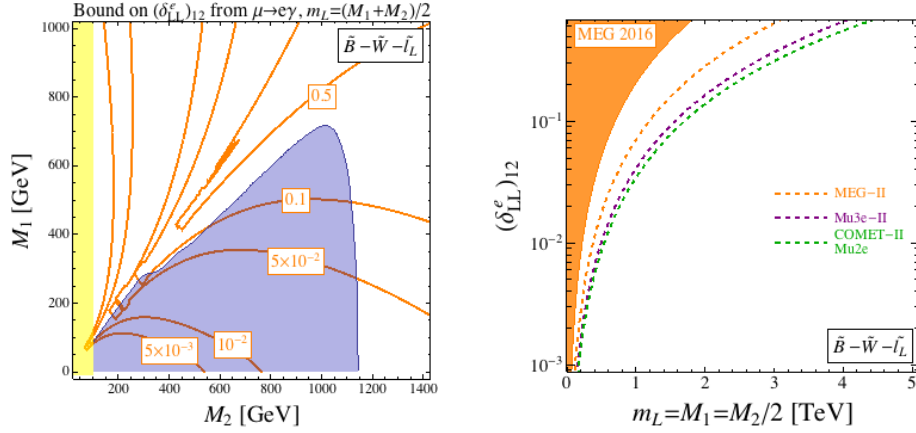 Bound on (δ^e_LL)_12 from μ→eγ, m_L=(M_1+M_2)/2
B̃−W̃−l̃_L
1000
800
600
400
200
0
M_1 [GeV]
0.5
0.1
5×10^−2
10^−2
5×10^−3
200 400 600 800 1000 1200 1400
M_2 [GeV]
MEG 2016
10^−1
10^−2
10^−3
(δ^e_LL)_12
MEG−II
Mu3e−II
COMET−II
Mu2e
B̃−W̃−l̃_L
0 1 2 3 4 5
m_L=M_1=M_2/2 [TeV]